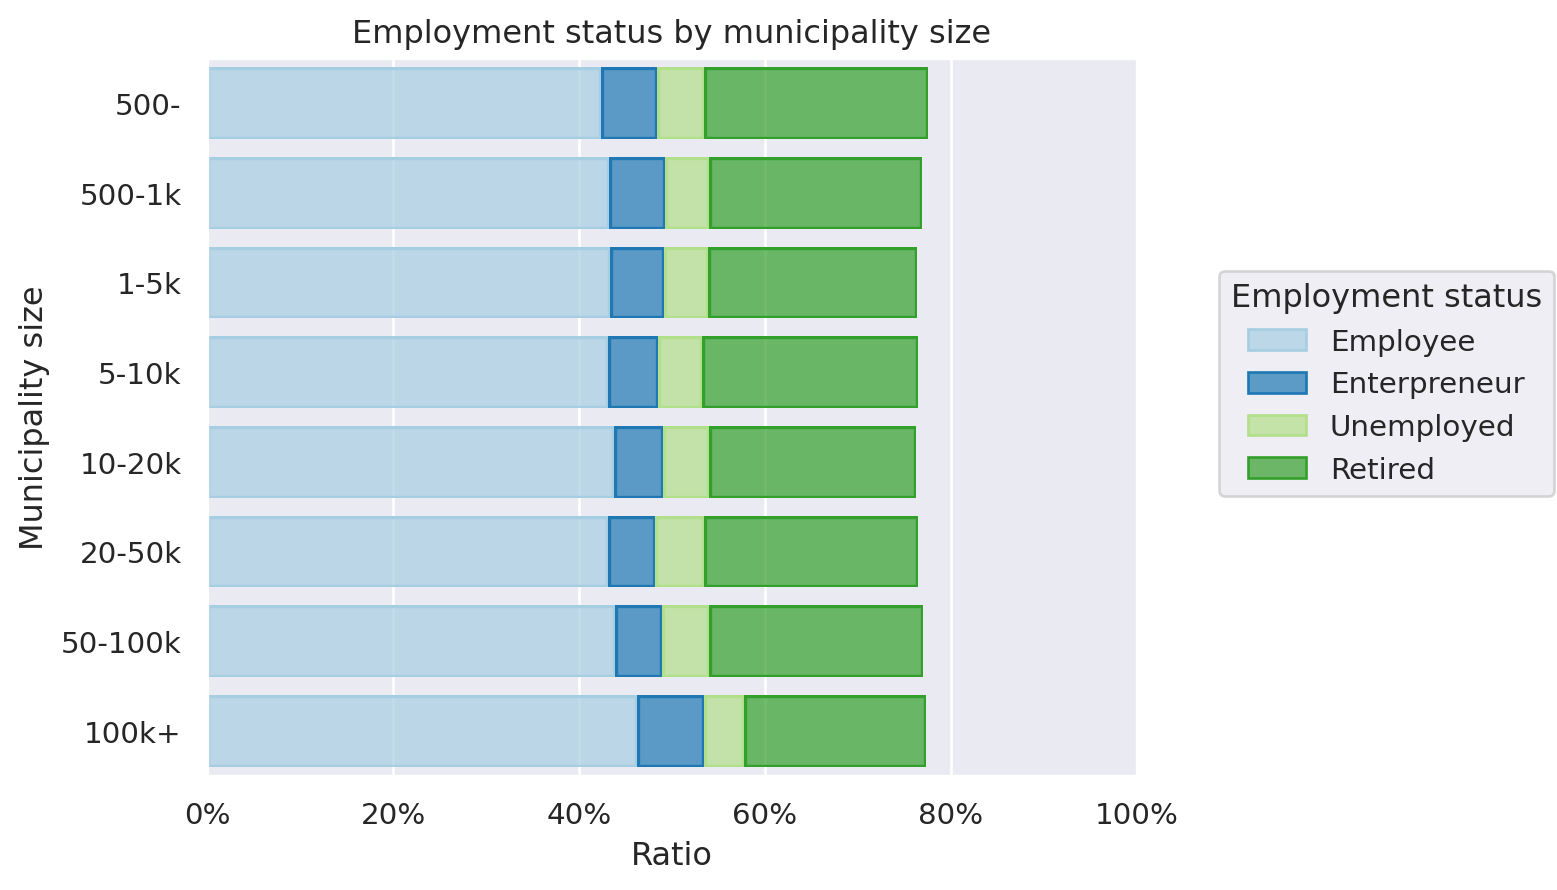 Employment status by municipality size
Municipality size
500-
500-1k
1-5k
5-10k
10-20k
20-50k
50-100k
100k+
0% 20% 40% 60% 80% 100%
Ratio
Employment status
Employee
Enterpreneur
Unemployed
Retired